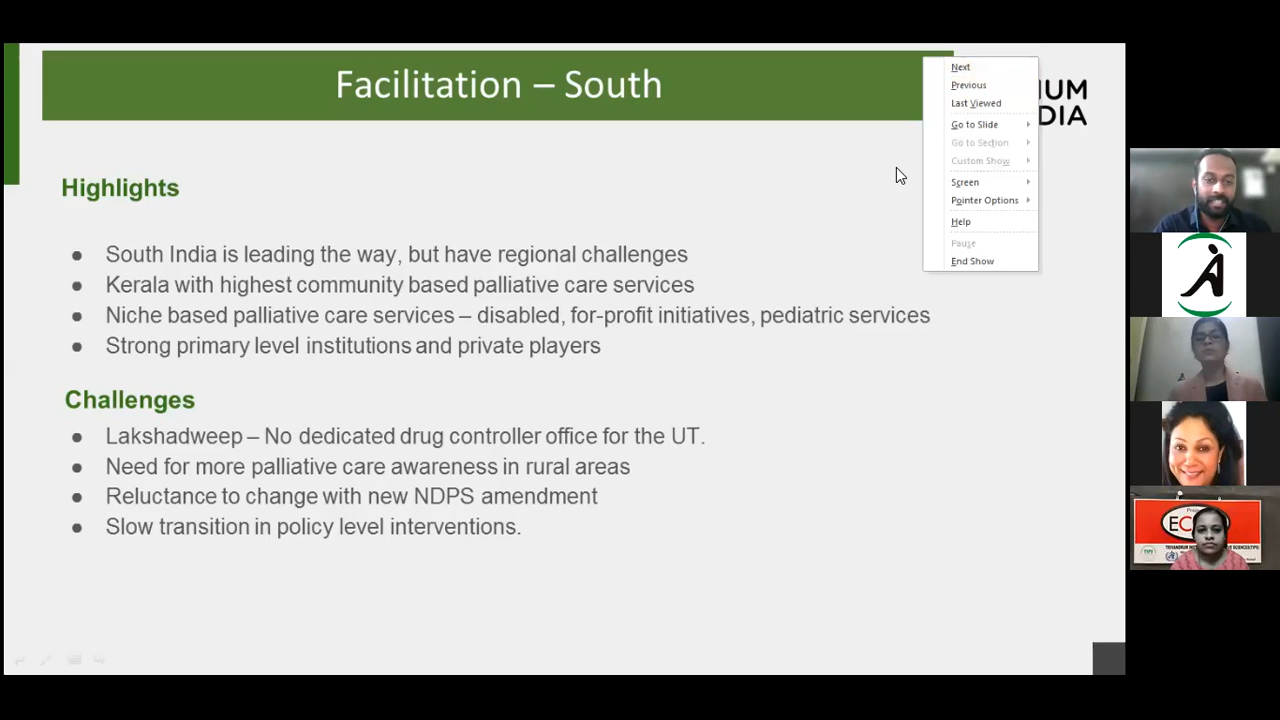 Facilitation – South
IUM
DIA
Next
Previous
Last Viewed
Go to Slide
Go to Section
Custom Show
Screen
Pointer Options
Help
Pause
End Show
Highlights
● South India is leading the way, but have regional challenges
● Kerala with highest community based palliative care services
● Niche based palliative care services – disabled, for-profit initiatives, pediatric services
● Strong primary level institutions and private players
Challenges
● Lakshadweep – No dedicated drug controller office for the UT.
● Need for more palliative care awareness in rural areas
● Reluctance to change with new NDPS amendment
● Slow transition in policy level interventions.